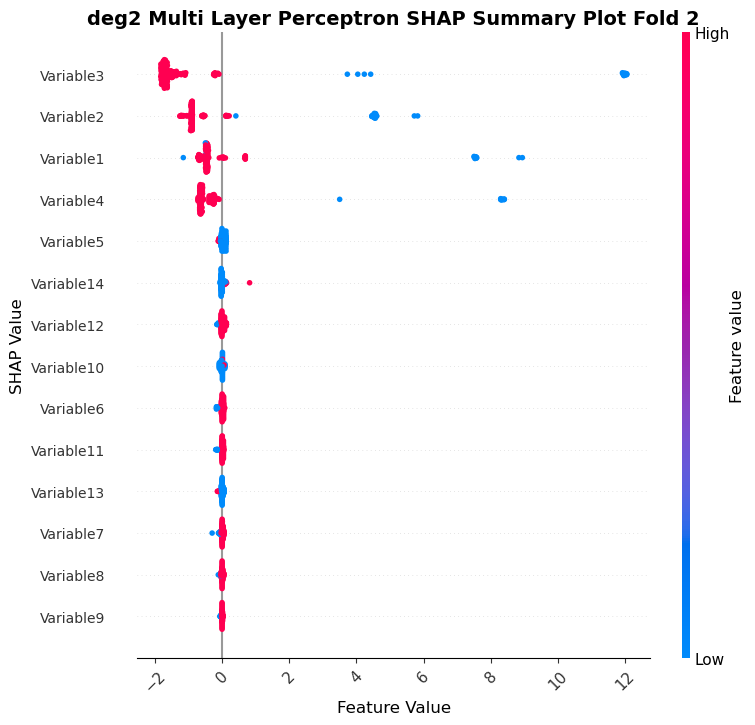 deg2 Multi Layer Perceptron SHAP Summary Plot Fold 2
High
Variable3
Variable2
Variable1
Variable4
Variable5
Variable14
Variable12
Variable10
Variable6
Variable11
Variable13
Variable7
Variable8
Variable9
SHAP Value
Feature value
Low
−2
0
2
4
6
8
10
12
Feature Value